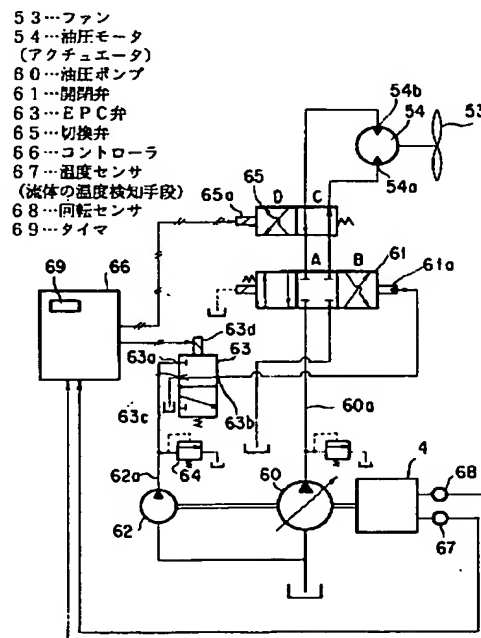 53…ファン
54…油圧モータ
(アクチュエータ)
60…油圧ポンプ
61…開閉弁
63…EPC弁
65…切換弁
66…コントローラ
67…温度センサ
(流体の温度検知手段)
68…回転センサ
69…タイマ
54b
54
53
54a
65a
65
D
C
A
B
61
61a
69
66
63d
63a
63
63c
63b
60a
64
62a
60
4
68
62
67